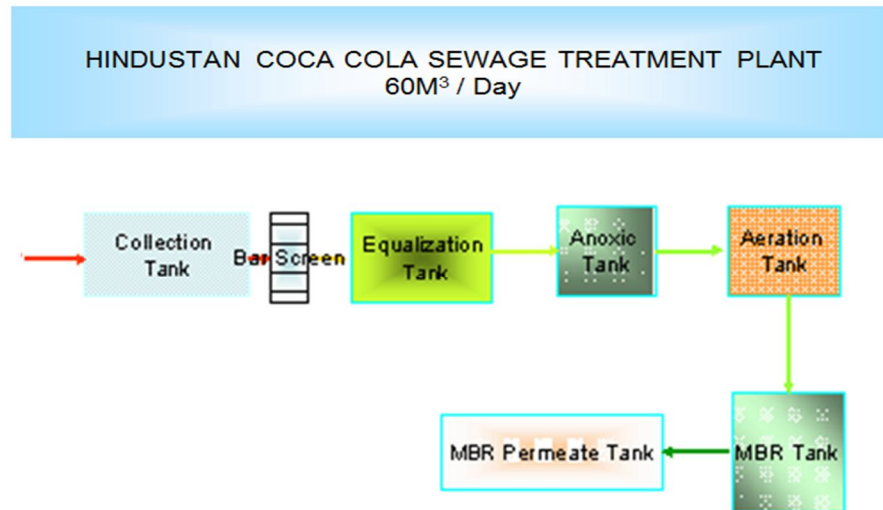 HINDUSTAN COCA COLA SEWAGE TREATMENT PLANT
60M³ / Day
Collection
Tank
Bar Screen
Equalization
Tank
Anoxic
Tank
Aeration
Tank
MBR Permeate Tank
MBR Tank